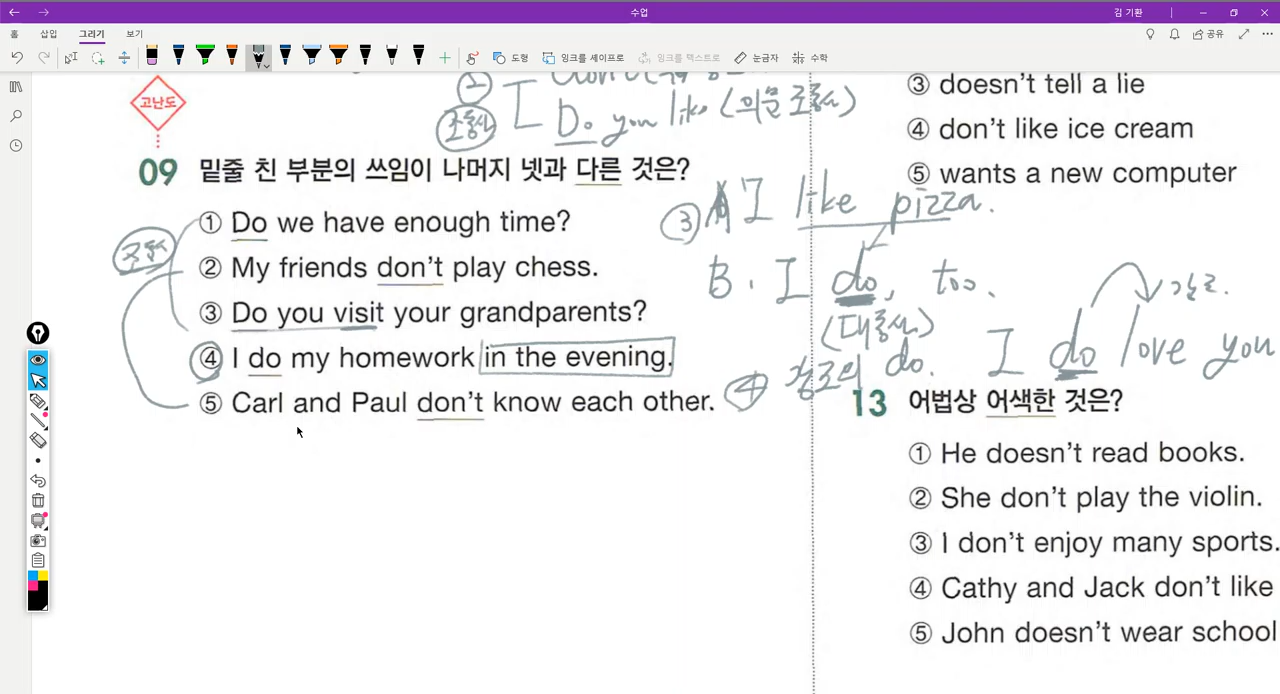 수업
김 기환
홈 삽입 그리기 보기
도형 잉크를 셰이프로 잉크를 텍스트로 눈금자 수학
공유
고난도
②
조동사
Do you like (의문 조동사)
09 밑줄 친 부분의 쓰임이 나머지 넷과 다른 것은?
① Do we have enough time?
② My friends don't play chess.
③ Do you visit your grandparents?
④ I do my homework in the evening.
⑤ Carl and Paul don't know each other.
③ A I like pizza.
B. I do, too.
(대동사)
④ 강조의 do. I do love you
강조.
③ doesn't tell a lie
④ don't like ice cream
⑤ wants a new computer
13 어법상 어색한 것은?
① He doesn't read books.
② She don't play the violin.
③ I don't enjoy many sports.
④ Cathy and Jack don't like
⑤ John doesn't wear school